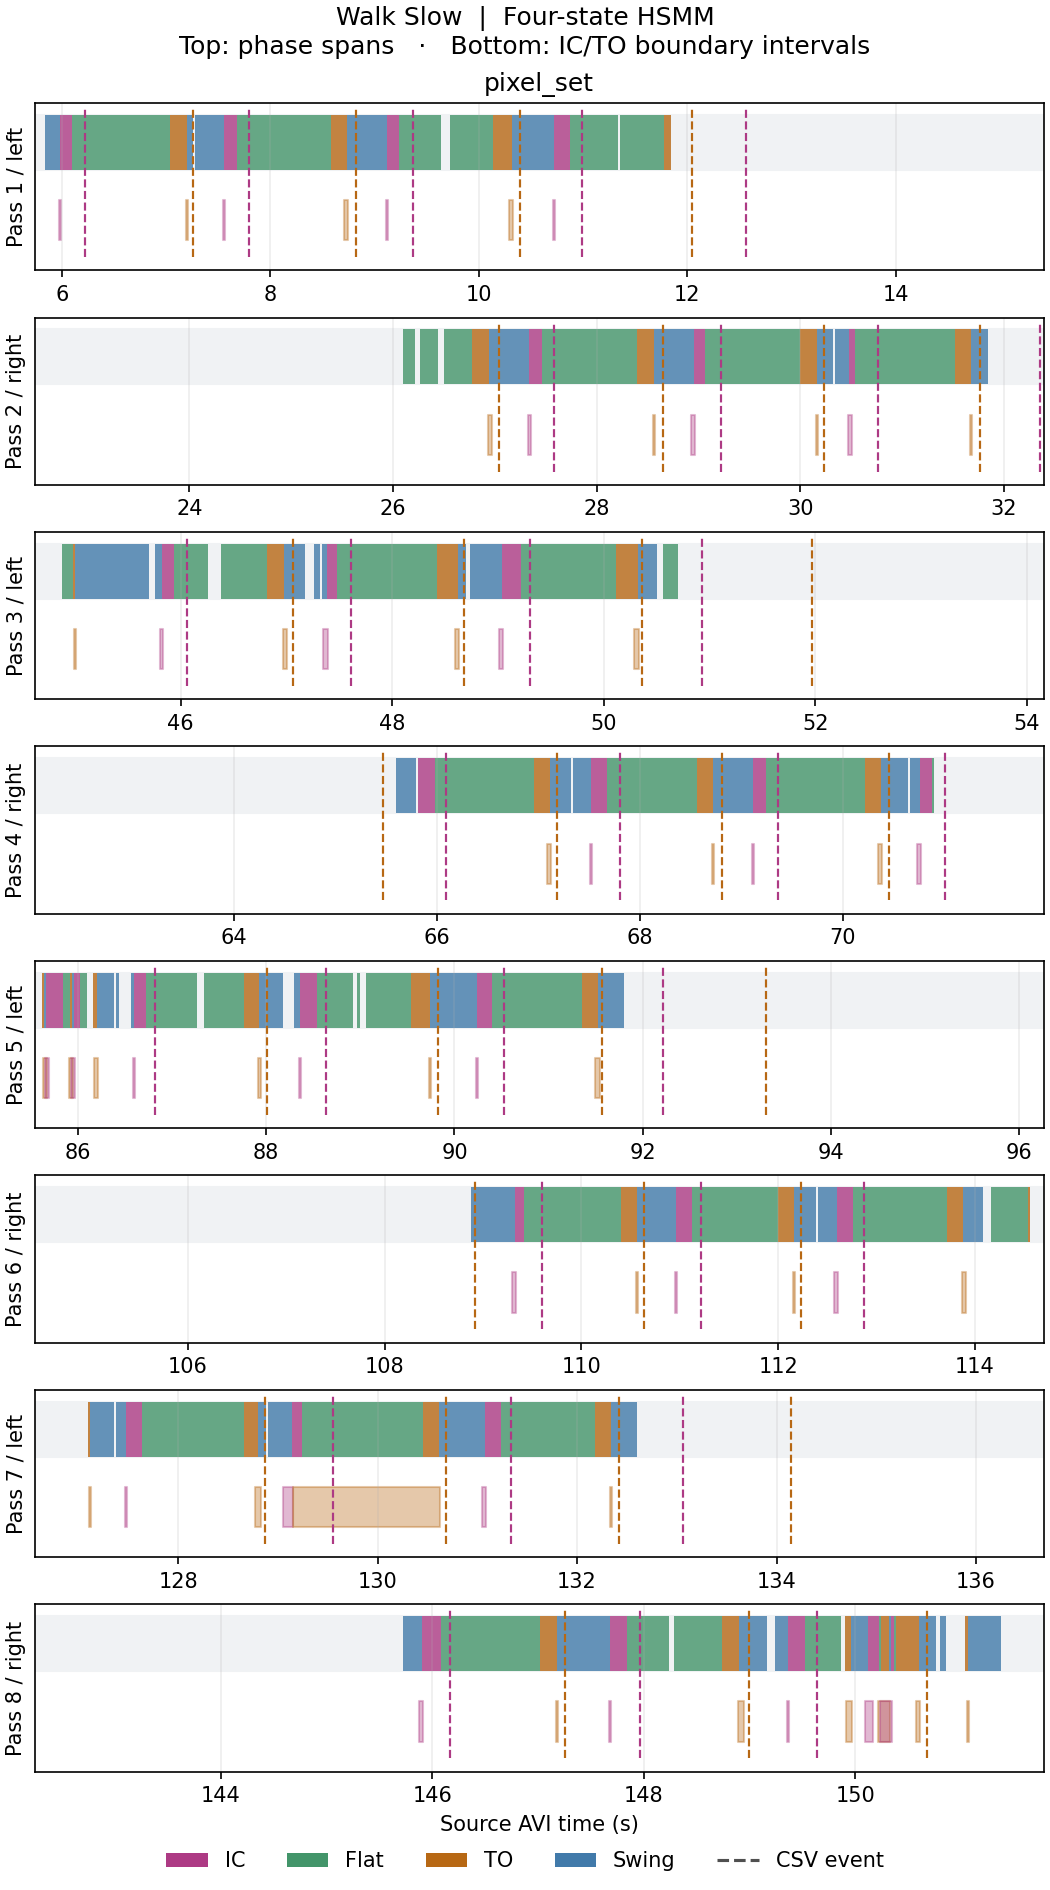 Walk Slow | Four-state HSMM
Top: phase spans · Bottom: IC/TO boundary intervals
pixel_set
Pass 1 / left
6 8 10 12 14
Pass 2 / right
24 26 28 30 32
Pass 3 / left
46 48 50 52 54
Pass 4 / right
64 66 68 70
Pass 5 / left
86 88 90 92 94 96
Pass 6 / right
106 108 110 112 114
Pass 7 / left
128 130 132 134 136
Pass 8 / right
144 146 148 150
Source AVI time (s)
IC Flat TO Swing CSV event